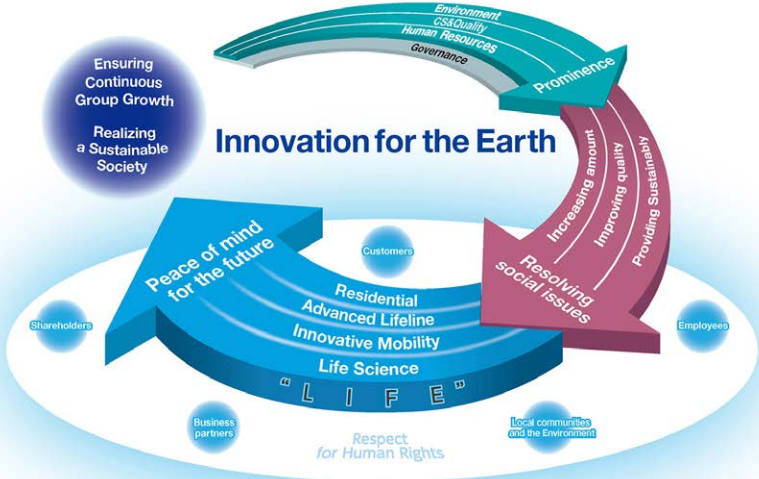 Environment
CS&Quality
Human Resources
Governance
Prominence
Ensuring
Continuous
Group Growth
Realizing
a Sustainable
Society
Innovation for the Earth
Increasing amount
Improving quality
Providing Sustainably
Resolving
social issues
Peace of mind
for the future
Residential
Advanced Lifeline
Innovative Mobility
Life Science
"LIFE"
Customers
Shareholders
Employees
Business
partners
Local communities
and the Environment
Respect
for Human Rights